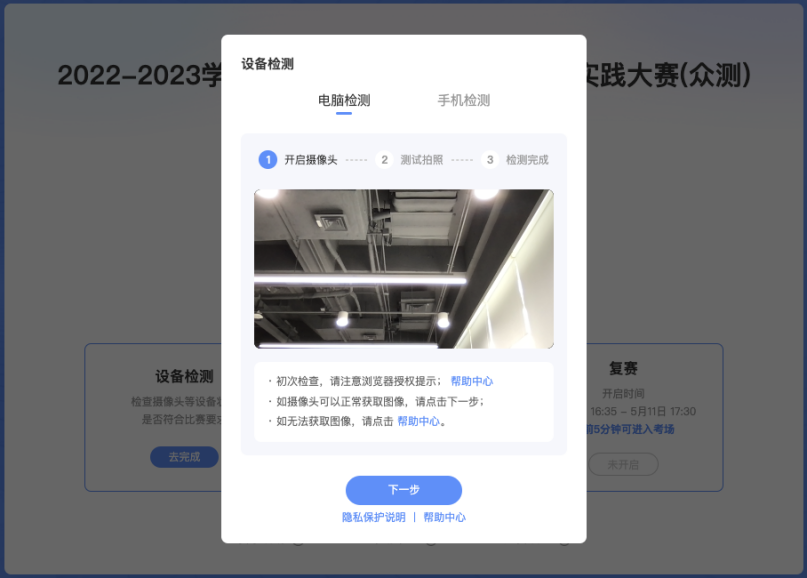 2022-2023学
实践大赛(众测)
设备检测
电脑检测
手机检测
1 开启摄像头 ----- 2 测试拍照 ----- 3 检测完成
· 初次检查，请注意浏览器授权提示； 帮助中心
· 如摄像头可以正常获取图像，请点击下一步；
· 如无法获取图像，请点击 帮助中心。
下一步
隐私保护说明 | 帮助中心
设备检测
检查摄像头等设备
是否符合比赛要
去完成
复赛
开启时间
16:35 - 5月11日 17:30
前5分钟可进入考场
未开启